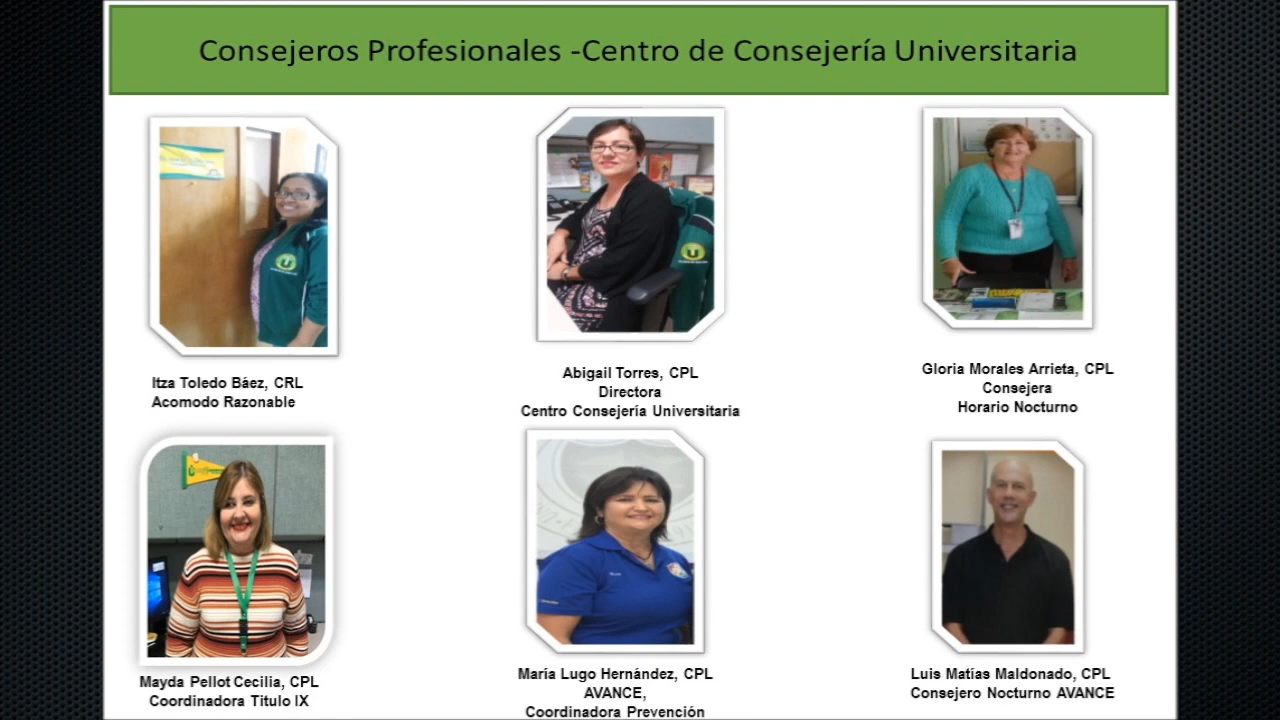 Consejeros Profesionales -Centro de Consejería Universitaria
Itza Toledo Báez, CRL
Acomodo Razonable
Abigail Torres, CPL
Directora
Centro Consejería Universitaria
Gloria Morales Arrieta, CPL
Consejera
Horario Nocturno
Mayda Pellot Cecilia, CPL
Coordinadora Titulo IX
María Lugo Hernández, CPL
AVANCE,
Coordinadora Prevención
Luis Matías Maldonado, CPL
Consejero Nocturno AVANCE